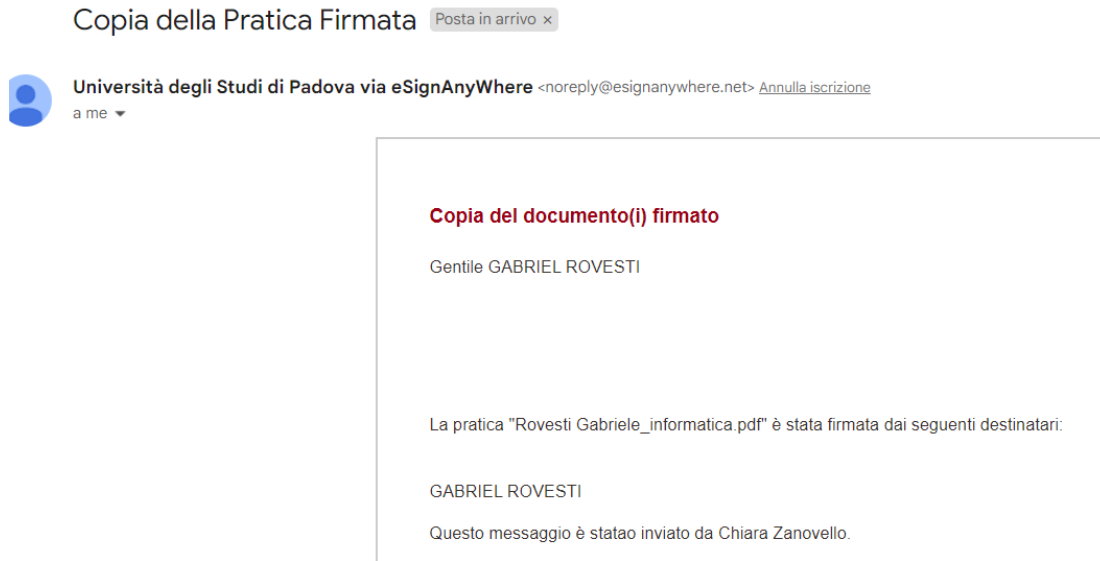 Copia della Pratica Firmata Posta in arrivo ×
Università degli Studi di Padova via eSignAnyWhere <noreply@esignanywhere.net> Annulla iscrizione
a me
Copia del documento(i) firmato
Gentile GABRIEL ROVESTI
La pratica "Rovesti Gabriele_informatica.pdf" è stata firmata dai seguenti destinatari:
GABRIEL ROVESTI
Questo messaggio è statao inviato da Chiara Zanovello.